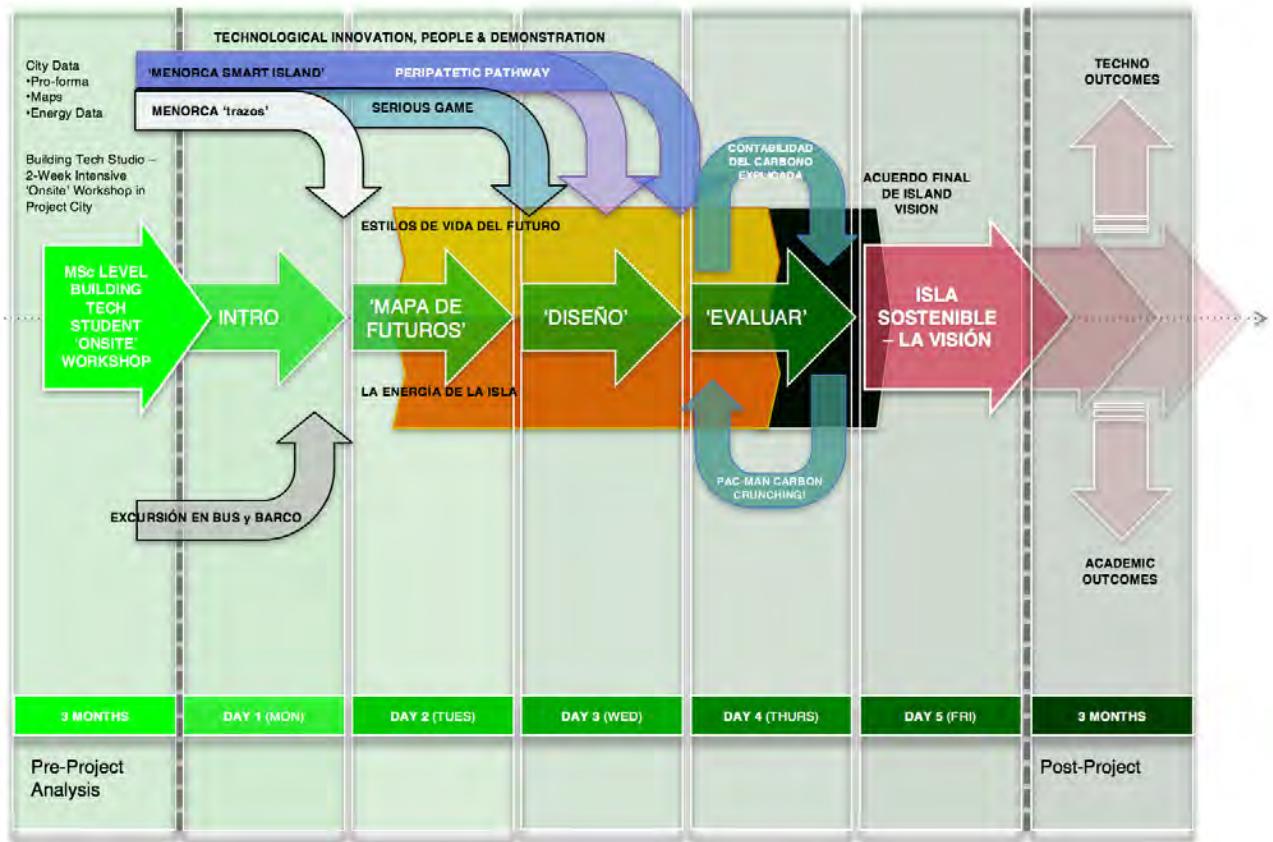 TECHNOLOGICAL INNOVATION, PEOPLE & DEMONSTRATION
City Data
•Pro-forma
•Maps
•Energy Data
'MENORCA SMART ISLAND'
PERIPATETIC PATHWAY
MENORCA 'trazos'
SERIOUS GAME
TECHNO
OUTCOMES
Building Tech Studio –
2-Week Intensive
'Onsite' Workshop in
Project City
CONTABILIDAD
DEL CARBONO
EXPLICADA
ACUERDO FINAL
DE ISLAND
VISION
ESTILOS DE VIDA DEL FUTURO
MSc LEVEL
BUILDING
TECH
STUDENT
'ONSITE'
WORKSHOP
INTRO
'MAPA DE
FUTUROS'
'DISEÑO'
'EVALUAR'
ISLA
SOSTENIBLE
– LA VISIÓN
LA ENERGÍA DE LA ISLA
PAC-MAN CARBON
CRUNCHING!
EXCURSIÓN EN BUS y BARCO
ACADEMIC
OUTCOMES
3 MONTHS
DAY 1 (MON)
DAY 2 (TUES)
DAY 3 (WED)
DAY 4 (THURS)
DAY 5 (FRI)
3 MONTHS
Pre-Project
Analysis
Post-Project